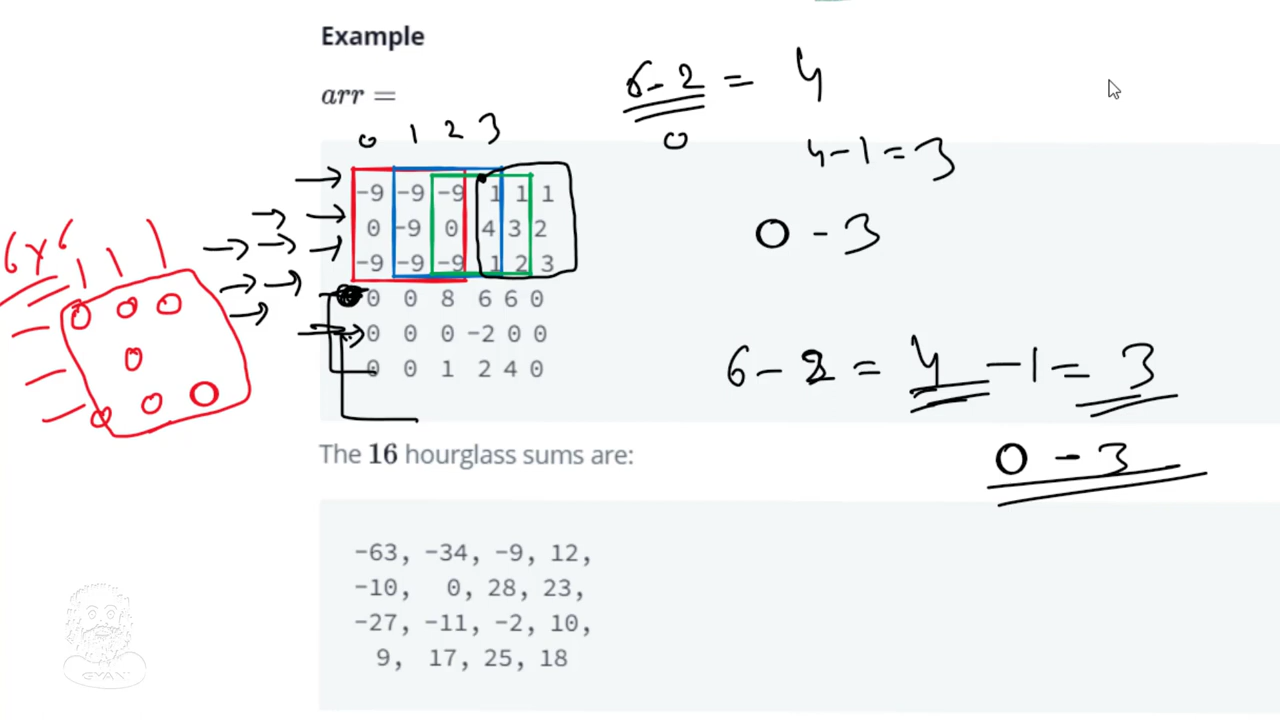 Example
6-2 = 4
arr =
0 1 2 3
0
4-1=3
-9 -9 -9 1 1 1
0 -9 0 4 3 2
0 - 3
6x6
-9 -9 -9 1 2 3
0 0 8 6 6 0
0 0 0 -2 0 0
6 - 2 = 4 - 1 = 3
0 0 1 2 4 0
The 16 hourglass sums are:
0 - 3
-63, -34, -9, 12,
-10, 0, 28, 23,
-27, -11, -2, 10,
9, 17, 25, 18
GYAN